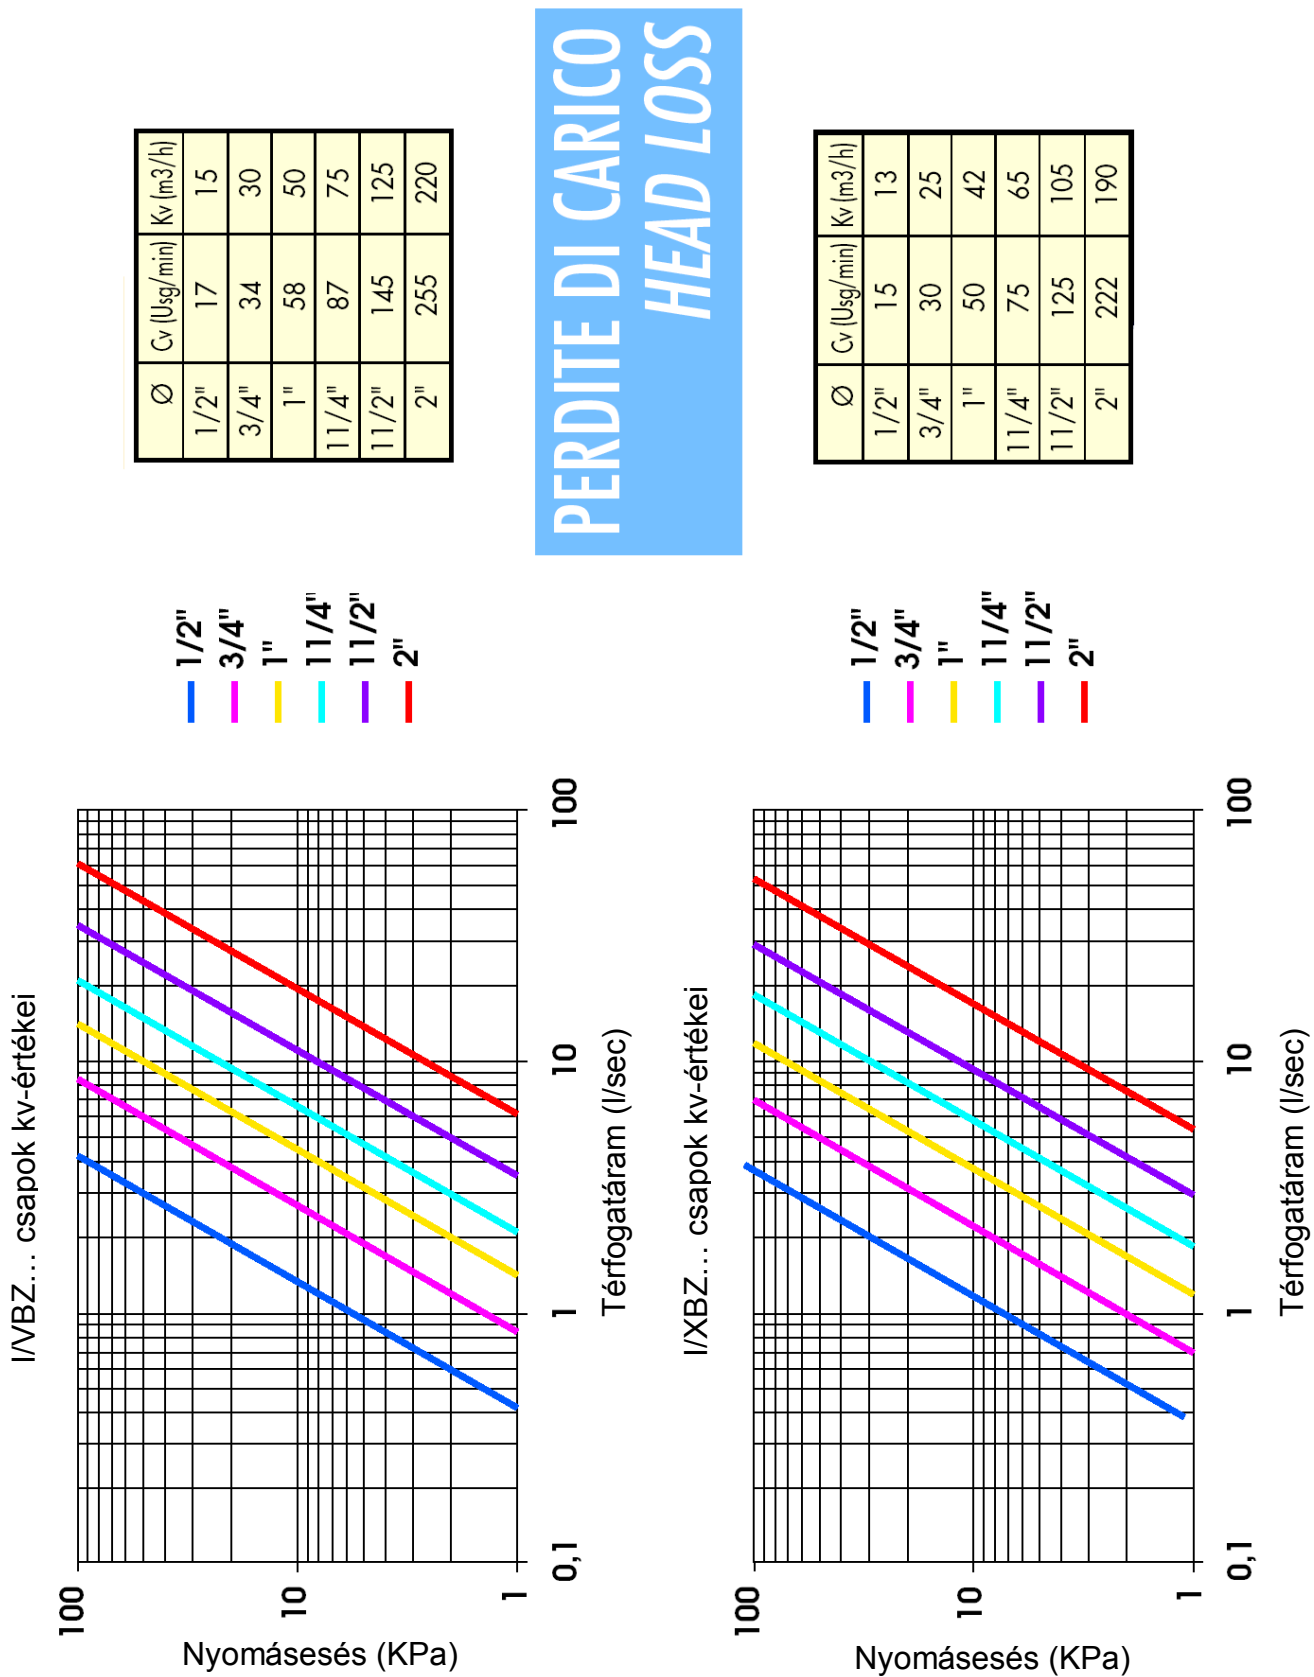 I/VBZ... csapok kv-értékei
Nyomásesés (KPa)
100
10
1
0,1
1
10
100
Térfogatáram (l/sec)
1/2"
3/4"
1"
11/4"
11/2"
2"
Ø Cv (Usg/min) Kv (m3/h)
1/2" 17 15
3/4" 34 30
1" 58 50
11/4" 87 75
11/2" 145 125
2" 255 220
PERDITE DI CARICO
HEAD LOSS
I/XBZ... csapok kv-értékei
Nyomásesés (KPa)
100
10
1
0,1
1
10
100
Térfogatáram (l/sec)
1/2"
3/4"
1"
11/4"
11/2"
2"
Ø Cv (Usg/min) Kv (m3/h)
1/2" 15 13
3/4" 30 25
1" 50 42
11/4" 75 65
11/2" 125 105
2" 222 190